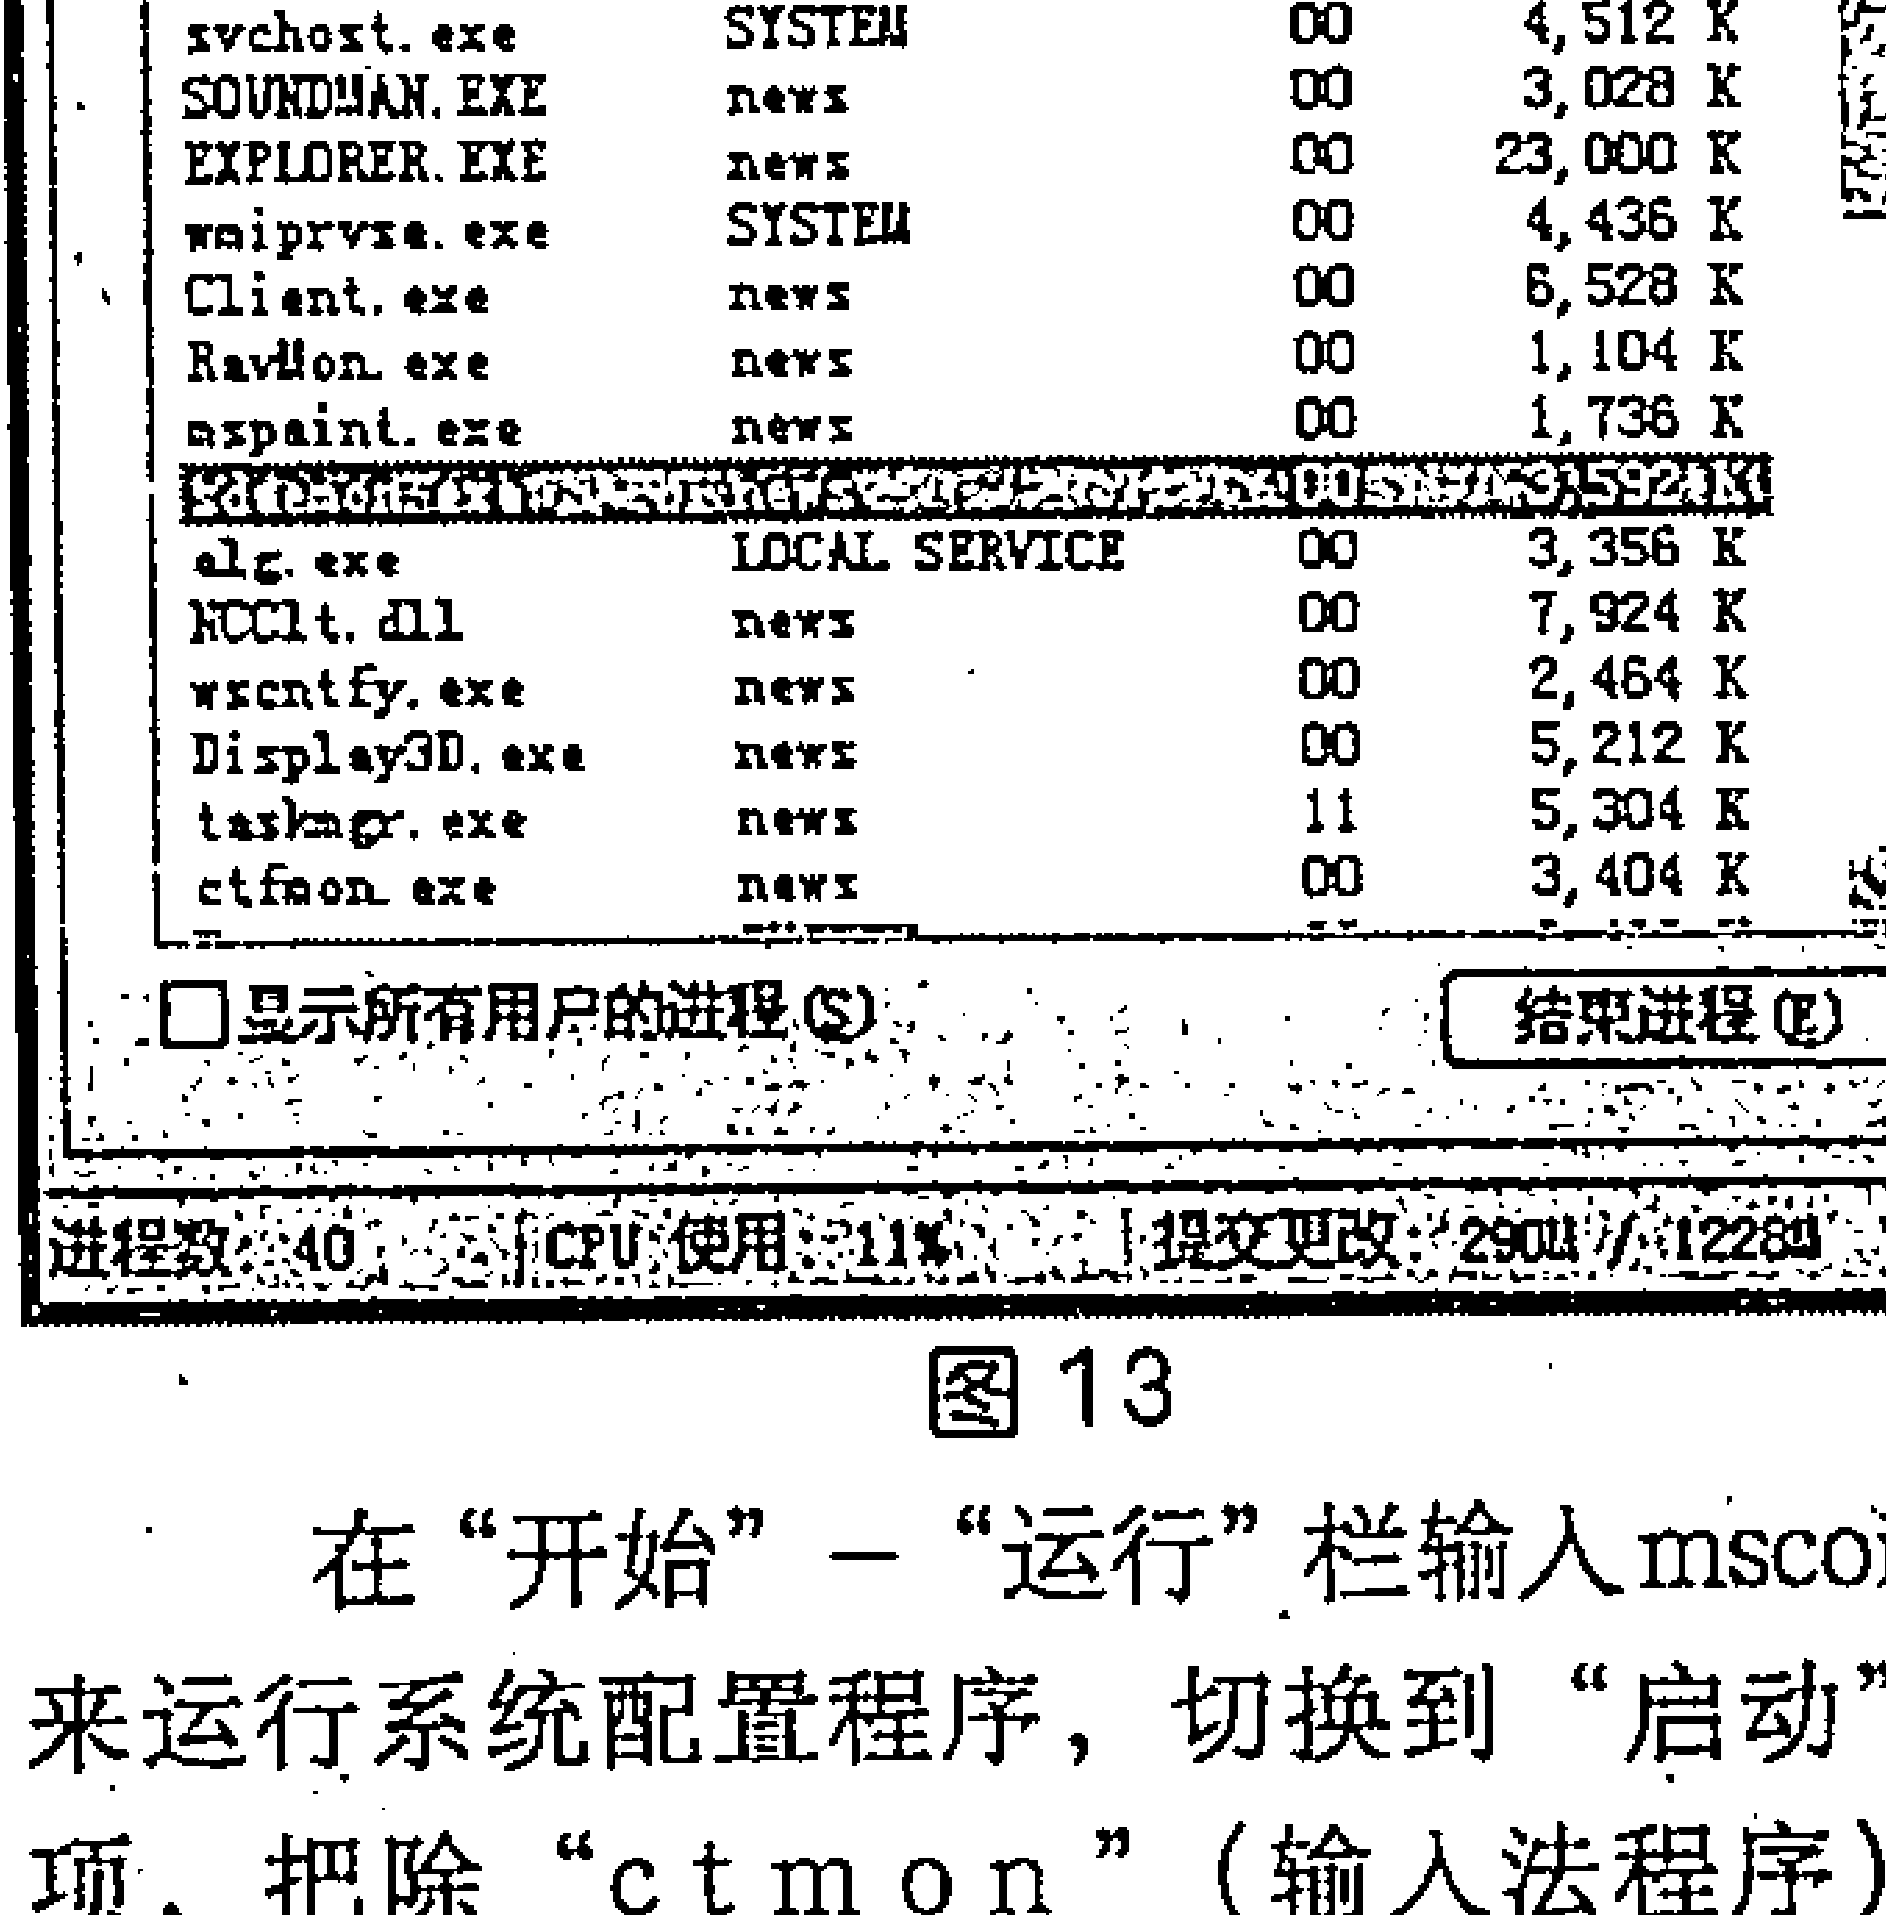 svchost.exe SYSTEM 00 4,512 K
SOUNDMAN.EXE news 00 3,028 K
EXPLORER.EXE news 00 23,000 K
wmiprvse.exe SYSTEM 00 4,436 K
Client.exe news 00 6,528 K
RavMon.exe news 00 1,104 K
mspaint.exe news 00 1,736 K
00 3,592 K
alg.exe LOCAL SERVICE 00 3,356 K
NCClt.dll news 00 7,924 K
wscntfy.exe news 00 2,464 K
Display3D.exe news 00 5,212 K
taskmgr.exe news 11 5,304 K
ctfmon.exe news 00 3,404 K
显示所有用户的进程(S) 结束进程(E)
进程数: 40 CPU 使用: 11% 提交更改: 290M / 1228M
图 13
在“开始”－“运行”栏输入msco
来运行系统配置程序，切换到“启动”
项，把除“ctmon”(输入法程序)